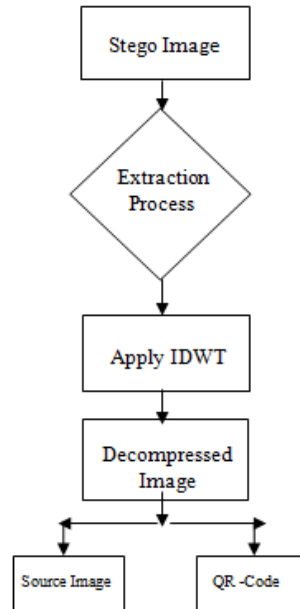 Stego Image
Extraction
Process
Apply IDWT
Decompressed
Image
Source Image
QR -Code